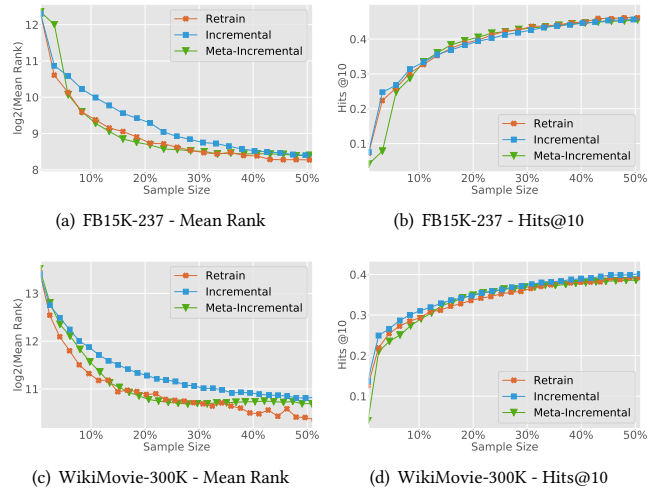 Retrain
Incremental
Meta-Incremental
log2(Mean Rank)
12
11
10
9
8
10% 20% 30% 40% 50%
Sample Size
(a) FB15K-237 - Mean Rank
Retrain
Incremental
Meta-Incremental
Hits @10
0.4
0.3
0.2
0.1
10% 20% 30% 40% 50%
Sample Size
(b) FB15K-237 - Hits@10
Retrain
Incremental
Meta-Incremental
log2(Mean Rank)
13
12
11
10% 20% 30% 40% 50%
Sample Size
(c) WikiMovie-300K - Mean Rank
Retrain
Incremental
Meta-Incremental
Hits @10
0.4
0.3
0.2
0.1
10% 20% 30% 40% 50%
Sample Size
(d) WikiMovie-300K - Hits@10